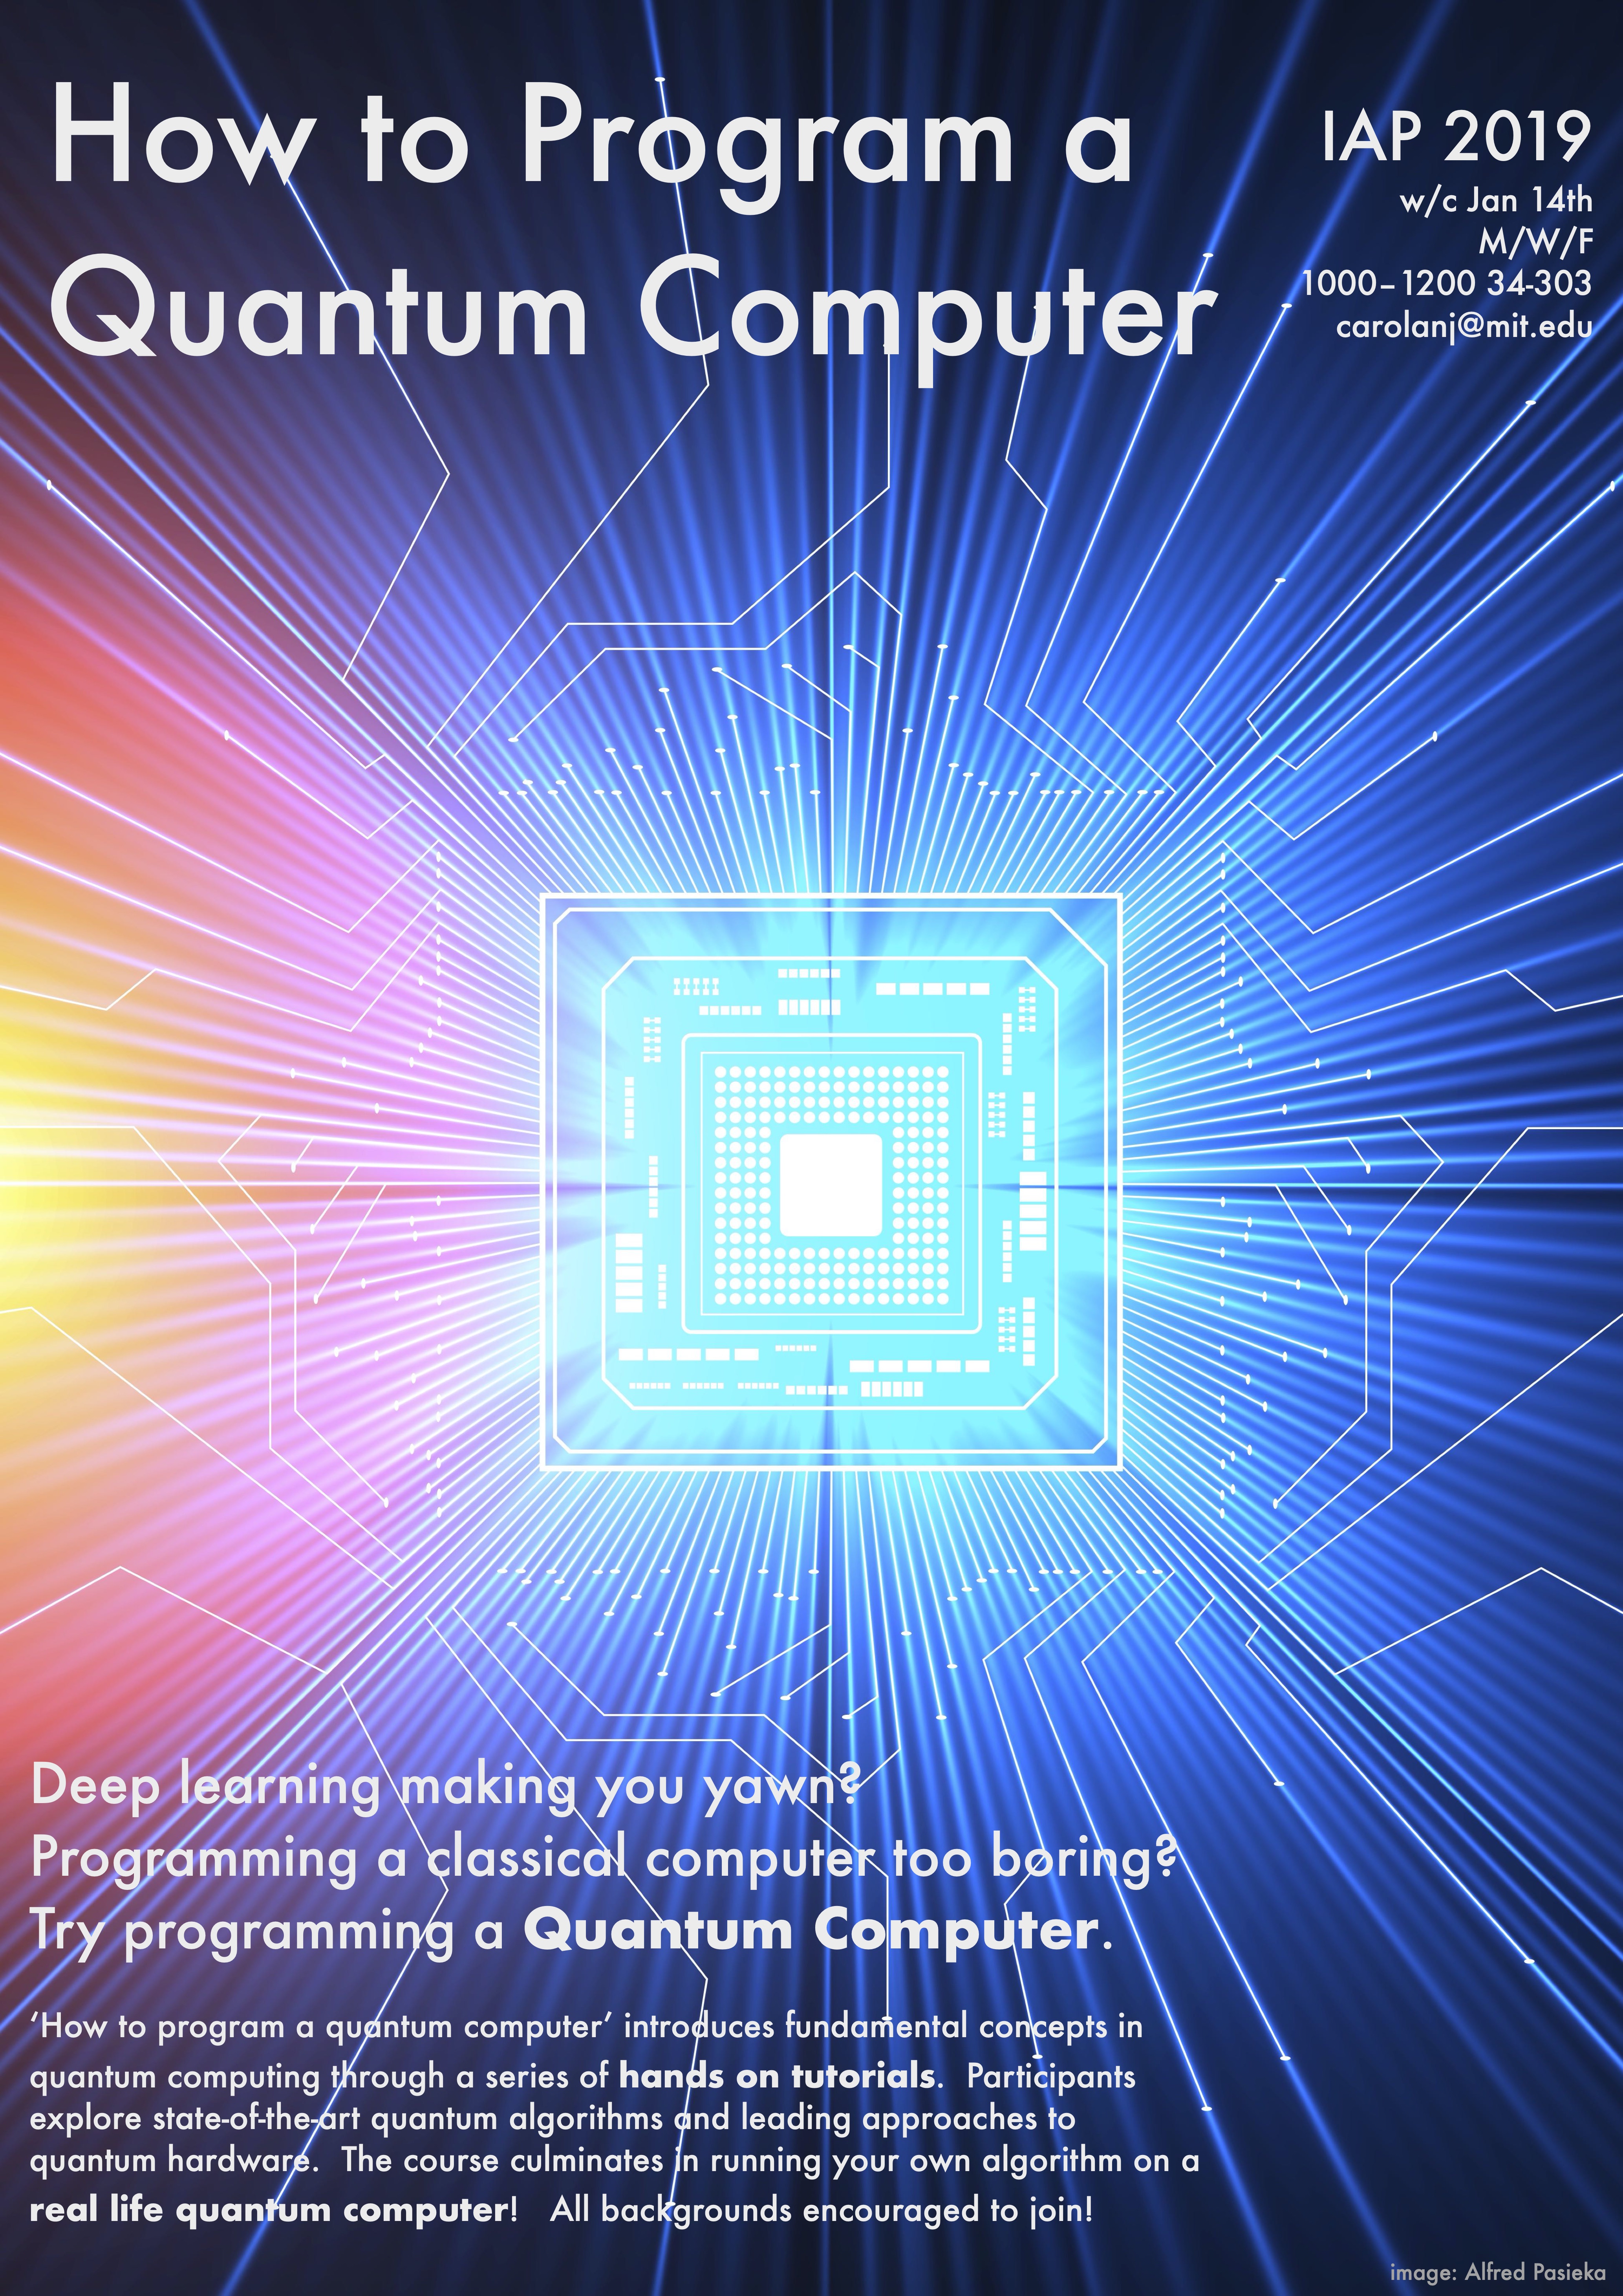 How to Program a
Quantum Computer
IAP 2019
w/c Jan 14th
M/W/F
1000–1200 34-303
carolanj@mit.edu
Deep learning making you yawn?
Programming a classical computer too boring?
Try programming a Quantum Computer.
‘How to program a quantum computer’ introduces fundamental concepts in
quantum computing through a series of hands on tutorials.  Participants
explore state-of-the-art quantum algorithms and leading approaches to
quantum hardware.  The course culminates in running your own algorithm on a
real life quantum computer!   All backgrounds encouraged to join!
image: Alfred Pasieka